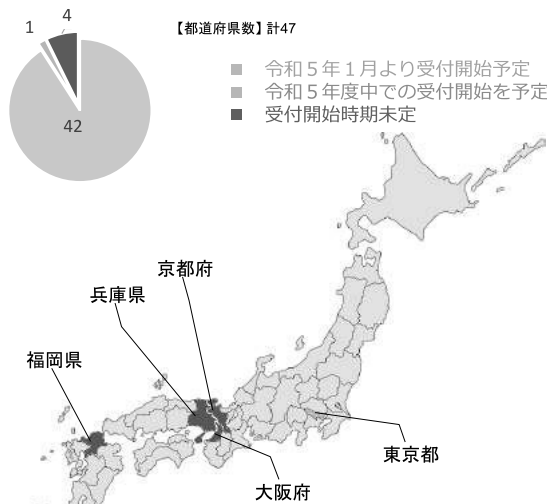 1
4
42
【都道府県数】計47
■ 令和５年１月より受付開始予定
■ 令和５年度中での受付開始を予定
■ 受付開始時期未定
京都府
兵庫県
福岡県
東京都
大阪府